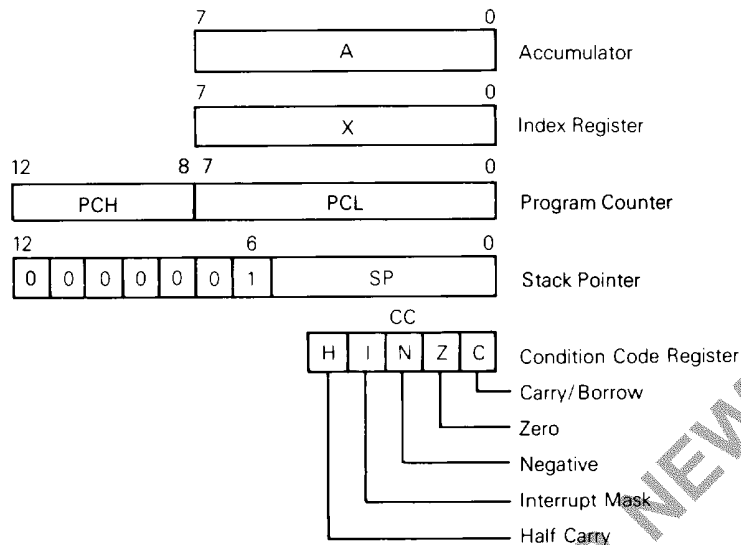 7 0
A Accumulator
7 0
X Index Register
12 8 7 0
PCH PCL Program Counter
12 6 0
0 0 0 0 0 0 1 SP Stack Pointer
CC
H I N Z C Condition Code Register
Carry/Borrow
Zero
Negative
Interrupt Mask
Half Carry
NEW